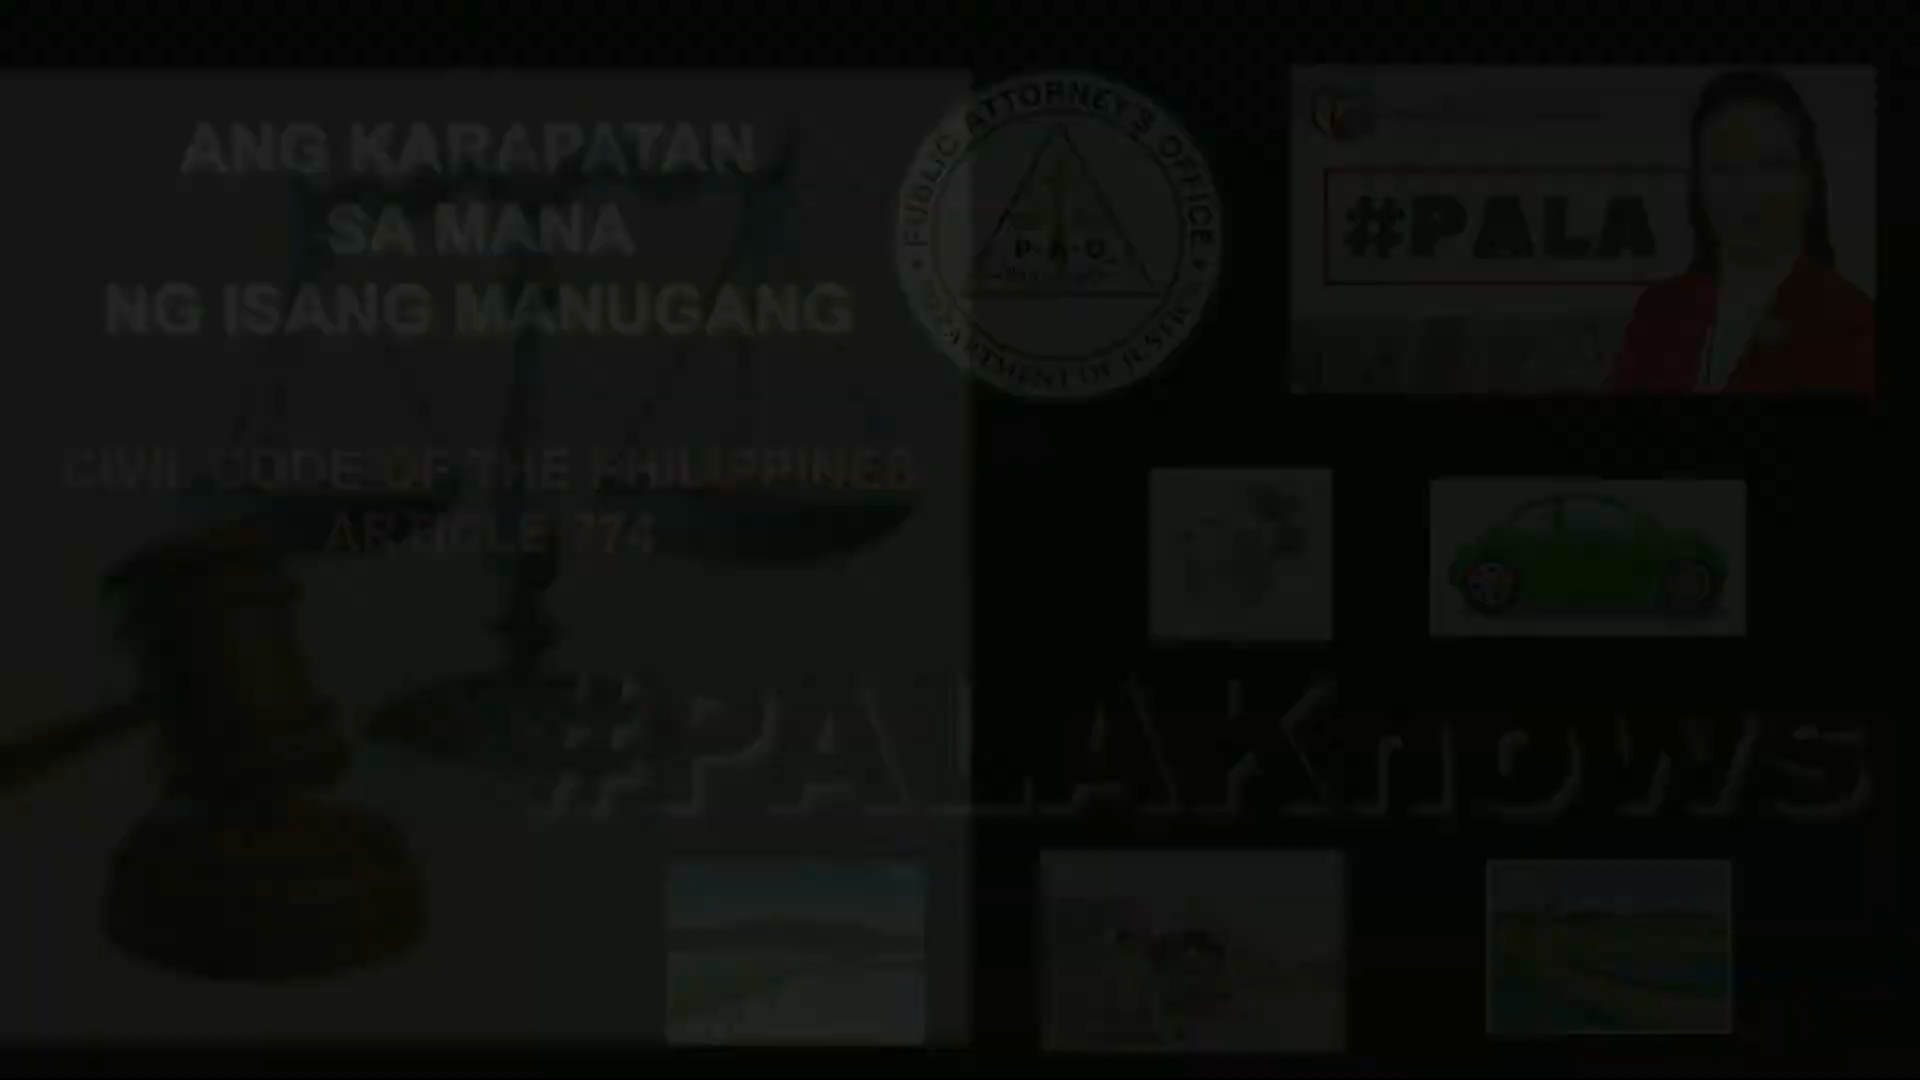 ANG KARAPATAN
SA MANA
NG ISANG MANUGANG
CIVIL CODE OF THE PHILIPPINES
ARTICLE 774
PUBLIC ATTORNEY'S OFFICE
P.A.O.
DEPARTMENT OF JUSTICE
#PALA
#PALAKnows